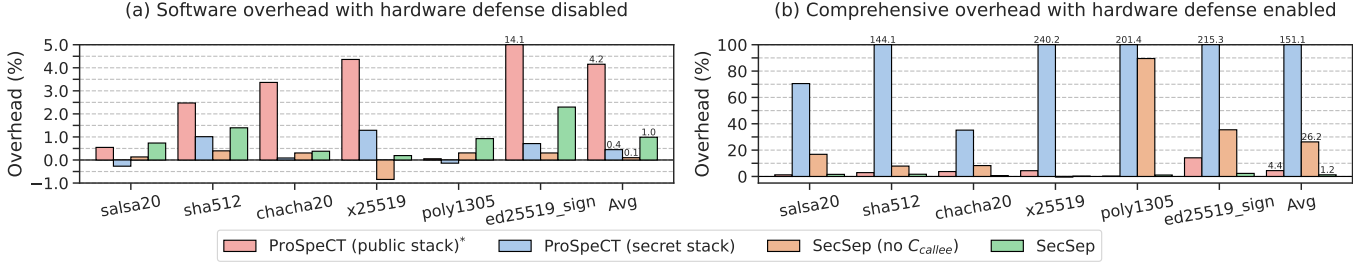 (a) Software overhead with hardware defense disabled
Overhead (%)
5.0
4.0
3.0
2.0
1.0
0.0
−1.0
14.1
4.2
0.4
0.1
1.0
salsa20
sha512
chacha20
x25519
poly1305
ed25519_sign
Avg
(b) Comprehensive overhead with hardware defense enabled
Overhead (%)
100
80
60
40
20
0
144.1
240.2
201.4
215.3
151.1
4.4
26.2
1.2
salsa20
sha512
chacha20
x25519
poly1305
ed25519_sign
Avg
ProSpeCT (public stack)*
ProSpeCT (secret stack)
SecSep (no C_callee)
SecSep